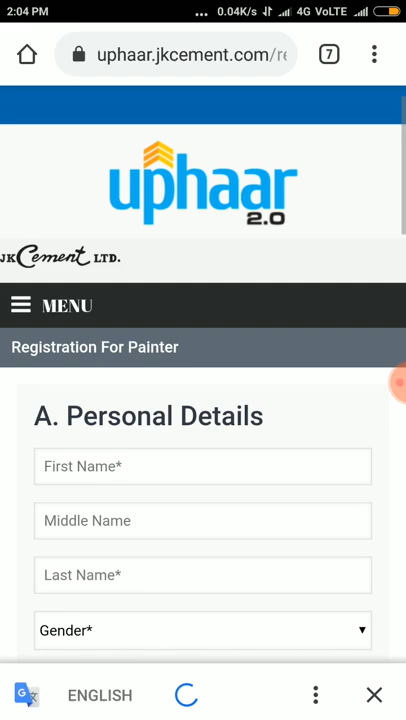 2:04 PM ... 0.04K/s 4G VoLTE
uphaar.jkcement.com/re 7
uphaar
2.0
JK Cement LTD.
MENU
Registration For Painter
A. Personal Details
First Name*
Middle Name
Last Name*
Gender*
G ENGLISH